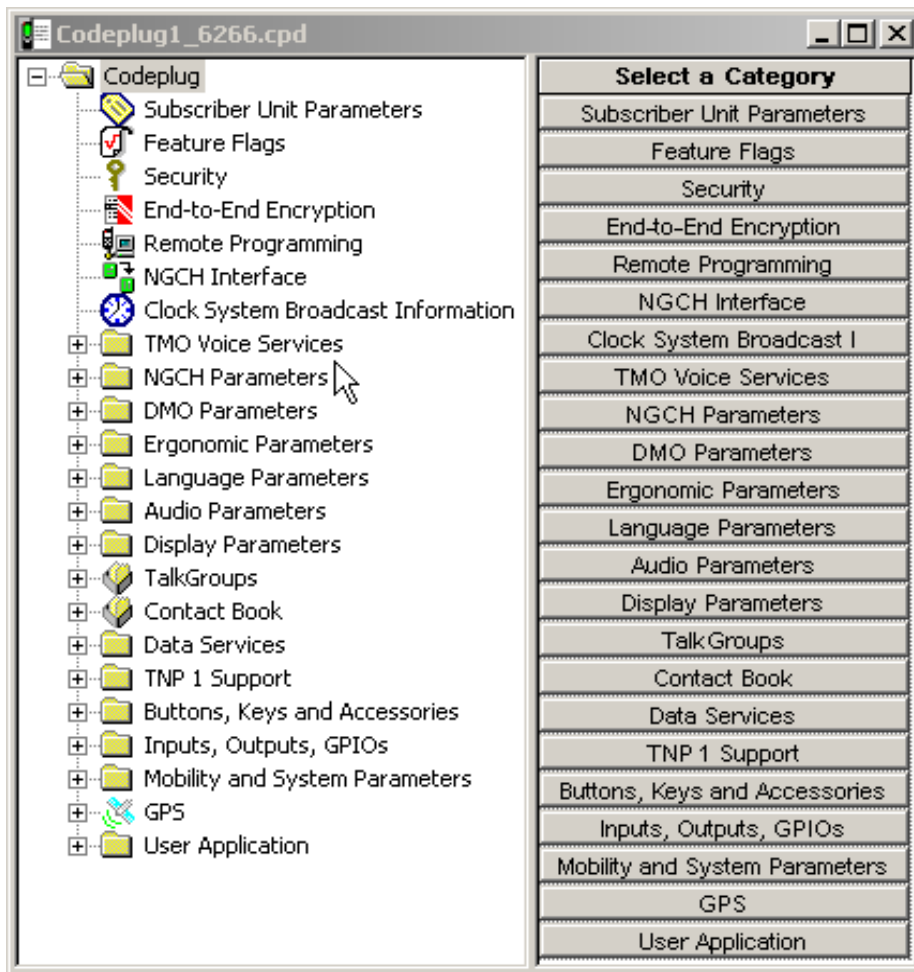 Codeplug1_6266.cpd
Codeplug
Subscriber Unit Parameters
Feature Flags
Security
End-to-End Encryption
Remote Programming
NGCH Interface
Clock System Broadcast Information
TMO Voice Services
NGCH Parameters
DMO Parameters
Ergonomic Parameters
Language Parameters
Audio Parameters
Display Parameters
TalkGroups
Contact Book
Data Services
TNP 1 Support
Buttons, Keys and Accessories
Inputs, Outputs, GPIOs
Mobility and System Parameters
GPS
User Application
Select a Category
Subscriber Unit Parameters
Feature Flags
Security
End-to-End Encryption
Remote Programming
NGCH Interface
Clock System Broadcast I
TMO Voice Services
NGCH Parameters
DMO Parameters
Ergonomic Parameters
Language Parameters
Audio Parameters
Display Parameters
TalkGroups
Contact Book
Data Services
TNP 1 Support
Buttons, Keys and Accessories
Inputs, Outputs, GPIOs
Mobility and System Parameters
GPS
User Application